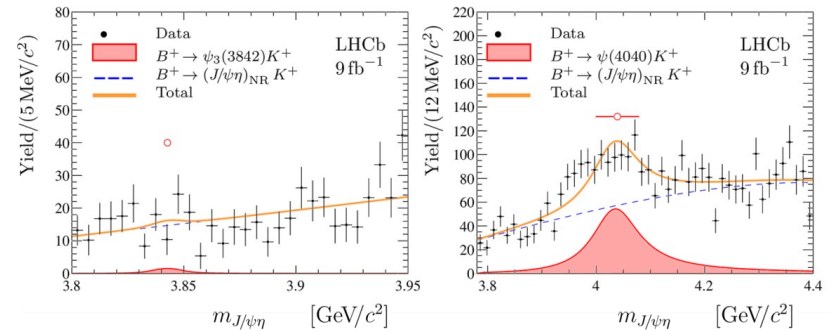 80
70
60
50
40
30
20
10
0
Yield/(5 MeV/c²)
Data
B⁺ → ψ₃(3842)K⁺
B⁺ → (J/ψη)_NR K⁺
Total
LHCb
9 fb⁻¹
3.8 3.85 3.9 3.95
m_J/ψη [GeV/c²]
220
200
180
160
140
120
100
80
60
40
20
0
Yield/(12 MeV/c²)
Data
B⁺ → ψ(4040)K⁺
B⁺ → (J/ψη)_NR K⁺
Total
LHCb
9 fb⁻¹
3.8 4 4.2 4.4
m_J/ψη [GeV/c²]